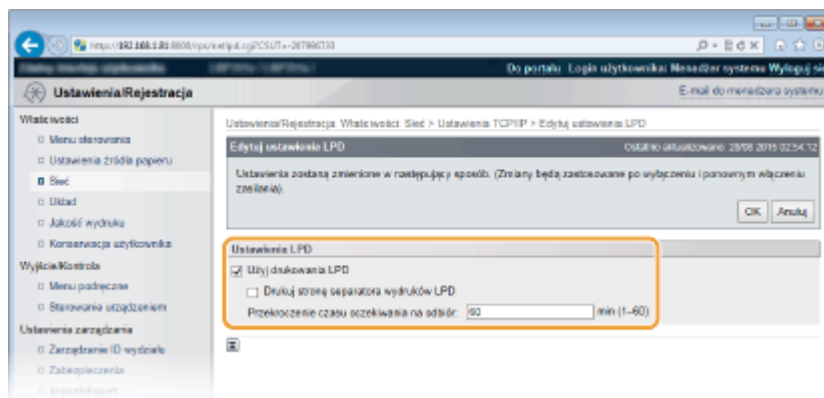 Do portalu Login użytkownika: Menedżer systemu Wyloguj się
Ustawienia/Rejestracja
E-mail do menedżera systemu
Właściwości
Menu sterowania
Ustawienia źródła papieru
Sieć
Układ
Jakość wydruku
Konserwacja użytkownika
Wyjście/Kontrola
Menu podręczne
Sterowanie urządzeniem
Ustawienia zarządzania
Zarządzanie ID wydziału
Zabezpieczenia
Import/Eksport
Ustawienia/Rejestracja: Właściwości: Sieć > Ustawienia TCP/IP > Edytuj ustawienia LPD
Edytuj ustawienia LPD
Ostatnio aktualizowano: 28/08 2015 02:54:12
Ustawienia zostaną zmienione w następujący sposób. (Zmiany będą zastosowane po wyłączeniu i ponownym włączeniu
zasilania).
OK Anuluj
Ustawienia LPD
Użyj drukowania LPD
Drukuj stronę separatora wydruków LPD
Przekroczenie czasu oczekiwania na odbiór: 60 min (1–60)